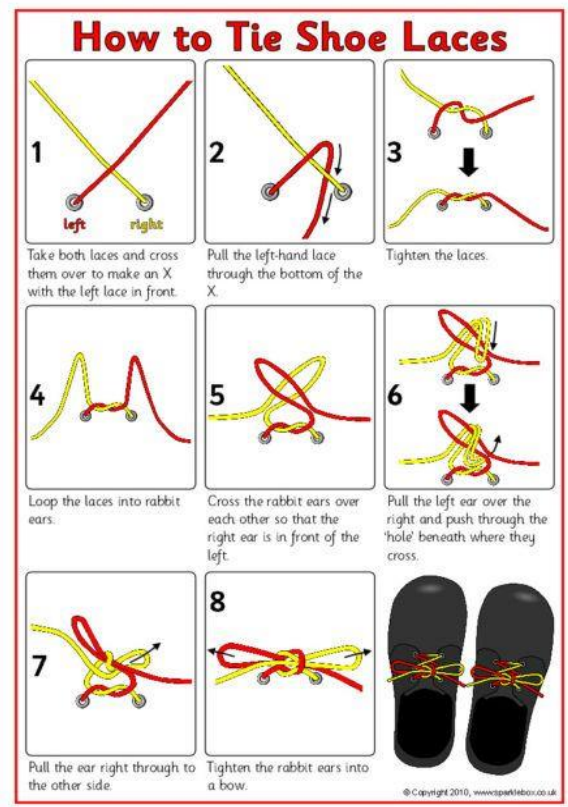 How to Tie Shoe Laces
1
left
right
Take both laces and cross
them over to make an X
with the left lace in front.
2
Pull the left-hand lace
through the bottom of the
X.
3
Tighten the laces.
4
Loop the laces into rabbit
ears.
5
Cross the rabbit ears over
each other so that the
right ear is in front of the
left.
6
Pull the left ear over the
right and push through the
'hole' beneath where they
cross.
7
Pull the ear right through to
the other side.
8
Tighten the rabbit ears into
a bow.
© Copyright 2010, www.sparklebox.co.uk